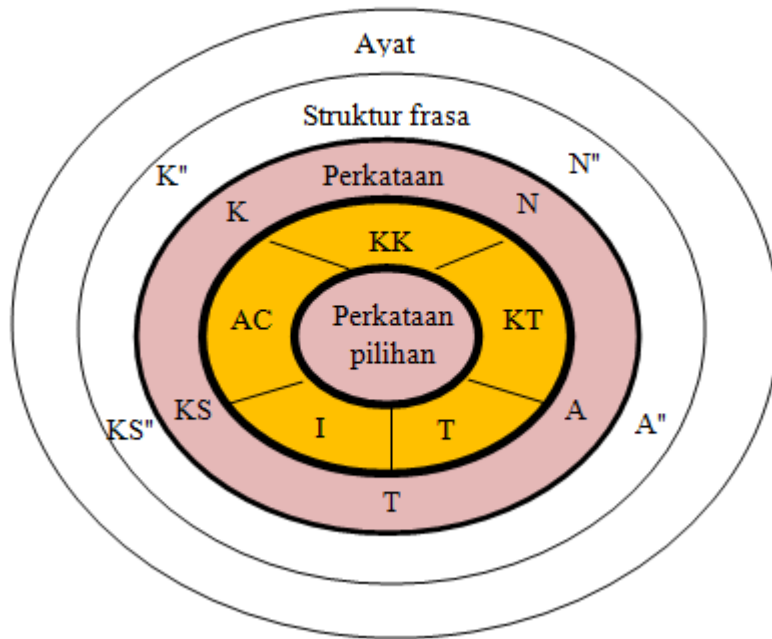 Ayat
Struktur frasa
K" N"
Perkataan
K N
KK
AC Perkataan KT
pilihan
KS A
KS" A"
I T
T